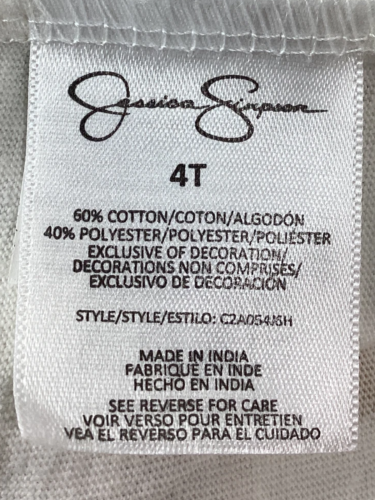 Jessica Simpson
4T
60% COTTON/COTON/ALGODÓN
40% POLYESTER/POLYESTER/POLIÉSTER
EXCLUSIVE OF DECORATION/
DECORATIONS NON COMPRISES/
EXCLUSIVO DE DECORACIÓN
STYLE/STYLE/ESTILO: C2A054J6H
MADE IN INDIA
FABRIQUÉ EN INDE
HECHO EN INDIA
SEE REVERSE FOR CARE
VOIR VERSO POUR ENTRETIEN
VEA EL REVERSO PARA EL CUIDADO